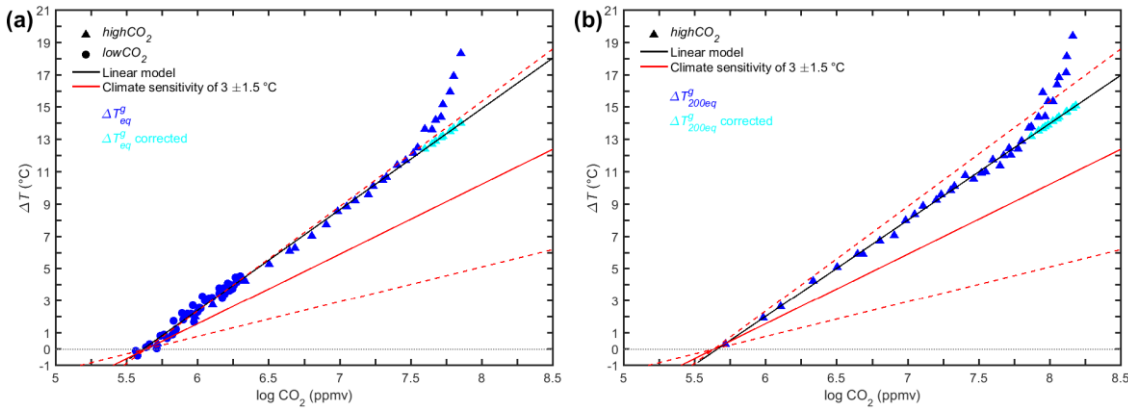 (a)
21
19
17
15
13
11
9
7
5
3
1
0
-1
ΔT (°C)
highCO₂
lowCO₂
Linear model
Climate sensitivity of 3 ±1.5 °C
ΔT^g_eq
ΔT^g_eq corrected
5
5.5
6
6.5
7
7.5
8
8.5
log CO₂ (ppmv)
(b)
21
19
17
15
13
11
9
7
5
3
1
0
-1
ΔT (°C)
highCO₂
Linear model
Climate sensitivity of 3 ±1.5 °C
ΔT^g_200eq
ΔT^g_200eq corrected
5
5.5
6
6.5
7
7.5
8
8.5
log CO₂ (ppmv)